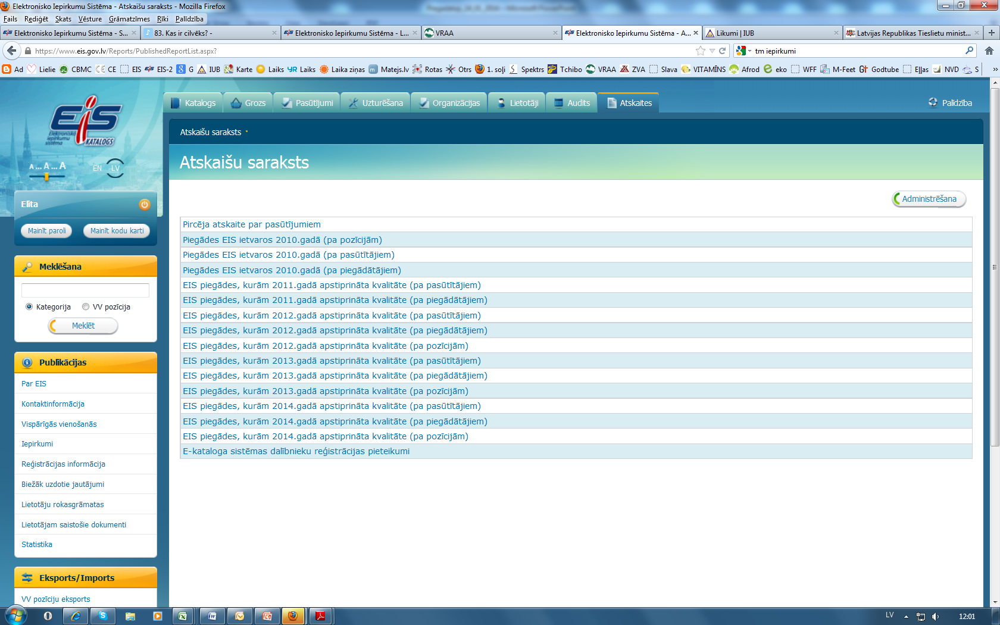 Elektronisko Iepirkumu Sistēma - Atskaišu saraksts - Mozilla Firefox
Fails Rediģēt Skats Vēsture Grāmatzīmes Rīki Palīdzība
Elektronisko Iepirkumu Sistēma - S...
83. Kas ir cilvēks? -
Elektronisko Iepirkumu Sistēma - L...
VRAA
Elektronisko Iepirkumu Sistēma - A...
Likumi | IUB
Latvijas Republikas Tieslietu minist...
https://www.eis.gov.lv/Reports/PublishedReportList.aspx?
tm iepirkumi
Ad Lielie CBMC CE EIS EIS-2 G IUB Karte Laiks Laiks Laika ziņas Matejs.lv Rotas Otrs 1. soļi Spektrs Tchibo VRAA ZVA Slava VITAMĪNS Afrod eko WFF M-Feet Godtube Eļļas NVD S »
EIS
Elektronisko
iepirkumu
sistēma
KATALOGS
A ... A ... A
EN LV
Katalogs Grozs Pasūtījumi Uzturēšana Organizācijas Lietotāji Audits Atskaites Palīdzība
Atskaišu saraksts
Atskaišu saraksts
Administrēšana
Elita
Mainīt paroli Mainīt kodu karti
Meklēšana
Kategorija VV pozīcija
Meklēt
Publikācijas
Par EIS
Kontaktinformācija
Vispārīgās vienošanās
Iepirkumi
Reģistrācijas informācija
Biežāk uzdotie jautājumi
Lietotāju rokasgrāmatas
Lietotājam saistošie dokumenti
Statistika
Eksports/Imports
VV pozīciju eksports
Pircēja atskaite par pasūtījumiem
Piegādes EIS ietvaros 2010.gadā (pa pozīcijām)
Piegādes EIS ietvaros 2010.gadā (pa pasūtītājiem)
Piegādes EIS ietvaros 2010.gadā (pa piegādātājiem)
EIS piegādes, kurām 2011.gadā apstiprināta kvalitāte (pa pasūtītājiem)
EIS piegādes, kurām 2011.gadā apstiprināta kvalitāte (pa piegādātājiem)
EIS piegādes, kurām 2012.gadā apstiprināta kvalitāte (pa pasūtītājiem)
EIS piegādes, kurām 2012.gadā apstiprināta kvalitāte (pa piegādātājiem)
EIS piegādes, kurām 2012.gadā apstiprināta kvalitāte (pa pozīcijām)
EIS piegādes, kurām 2013.gadā apstiprināta kvalitāte (pa pasūtītājiem)
EIS piegādes, kurām 2013.gadā apstiprināta kvalitāte (pa piegādātājiem)
EIS piegādes, kurām 2013.gadā apstiprināta kvalitāte (pa pozīcijām)
EIS piegādes, kurām 2014.gadā apstiprināta kvalitāte (pa pasūtītājiem)
EIS piegādes, kurām 2014.gadā apstiprināta kvalitāte (pa piegādātājiem)
EIS piegādes, kurām 2014.gadā apstiprināta kvalitāte (pa pozīcijām)
E-kataloga sistēmas dalībnieku reģistrācijas pieteikumi
LV 12:01